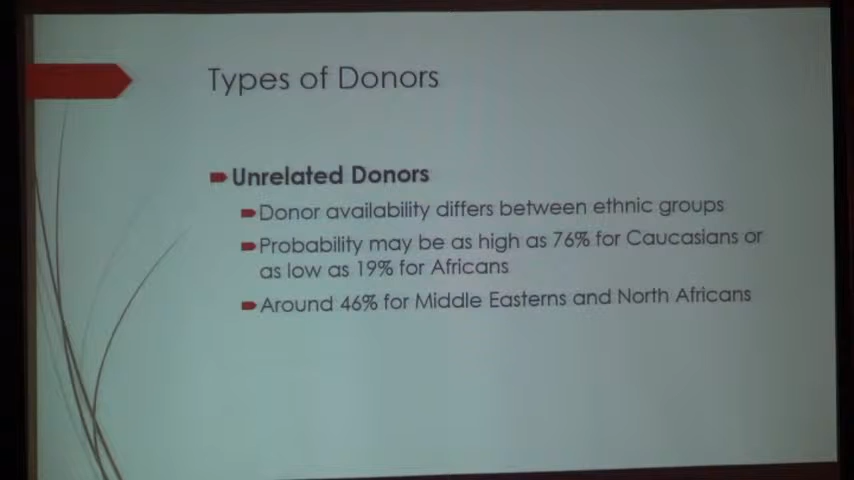 Types of Donors
Unrelated Donors
Donor availability differs between ethnic groups
Probability may be as high as 76% for Caucasians or
as low as 19% for Africans
Around 46% for Middle Easterns and North Africans